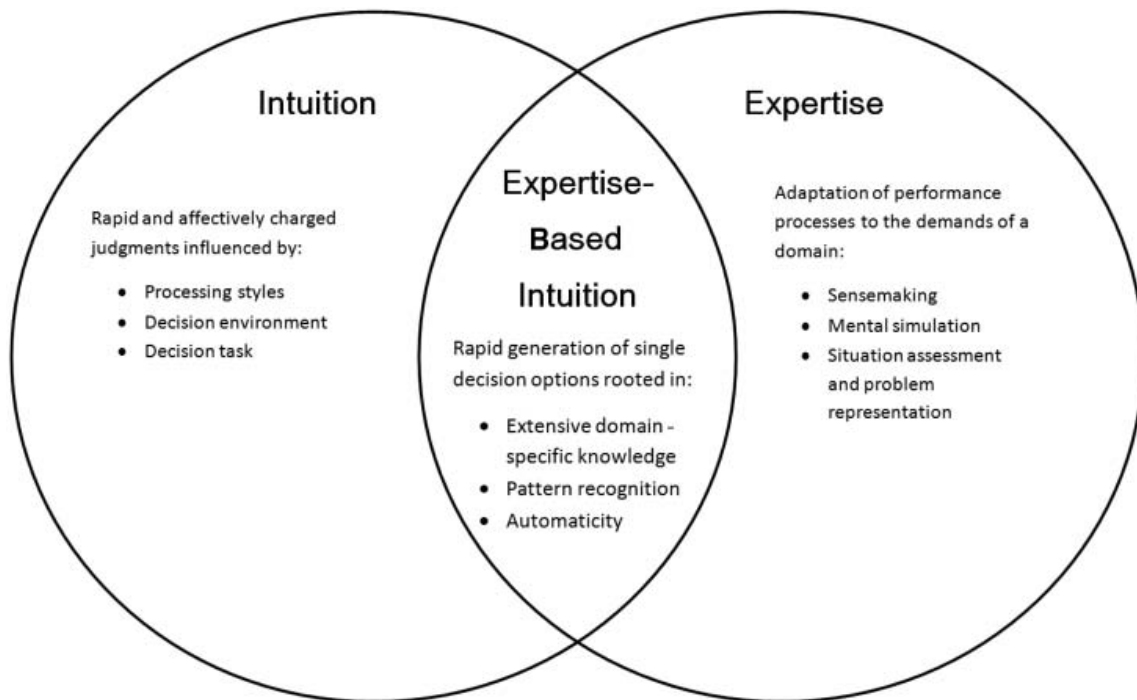 Intuition
Rapid and affectively charged
judgments influenced by:
• Processing styles
• Decision environment
• Decision task
Expertise-
Based
Intuition
Rapid generation of single
decision options rooted in:
• Extensive domain -
specific knowledge
• Pattern recognition
• Automaticity
Expertise
Adaptation of performance
processes to the demands of a
domain:
• Sensemaking
• Mental simulation
• Situation assessment
and problem
representation